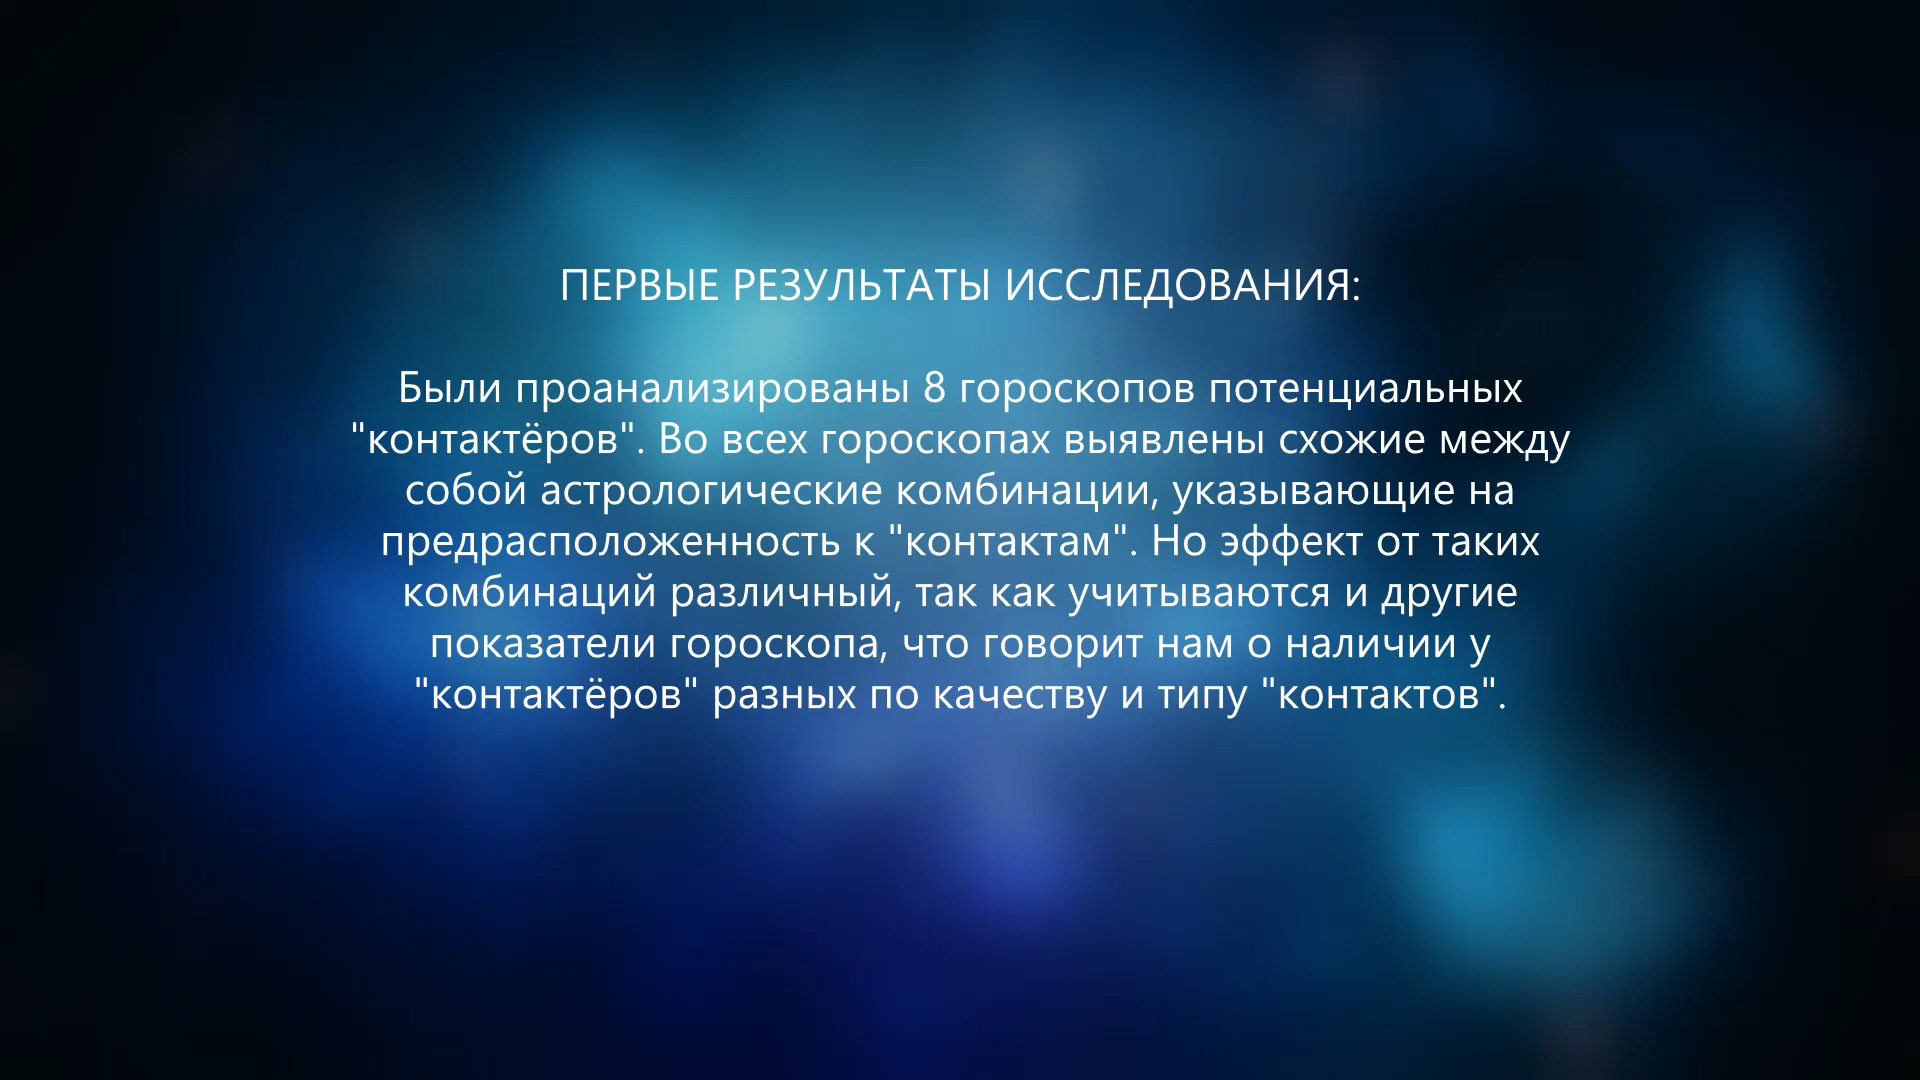 ПЕРВЫЕ РЕЗУЛЬТАТЫ ИССЛЕДОВАНИЯ:
Были проанализированы 8 гороскопов потенциальных
"контактёров". Во всех гороскопах выявлены схожие между
собой астрологические комбинации, указывающие на
предрасположенность к "контактам". Но эффект от таких
комбинаций различный, так как учитываются и другие
показатели гороскопа, что говорит нам о наличии у
"контактёров" разных по качеству и типу "контактов".